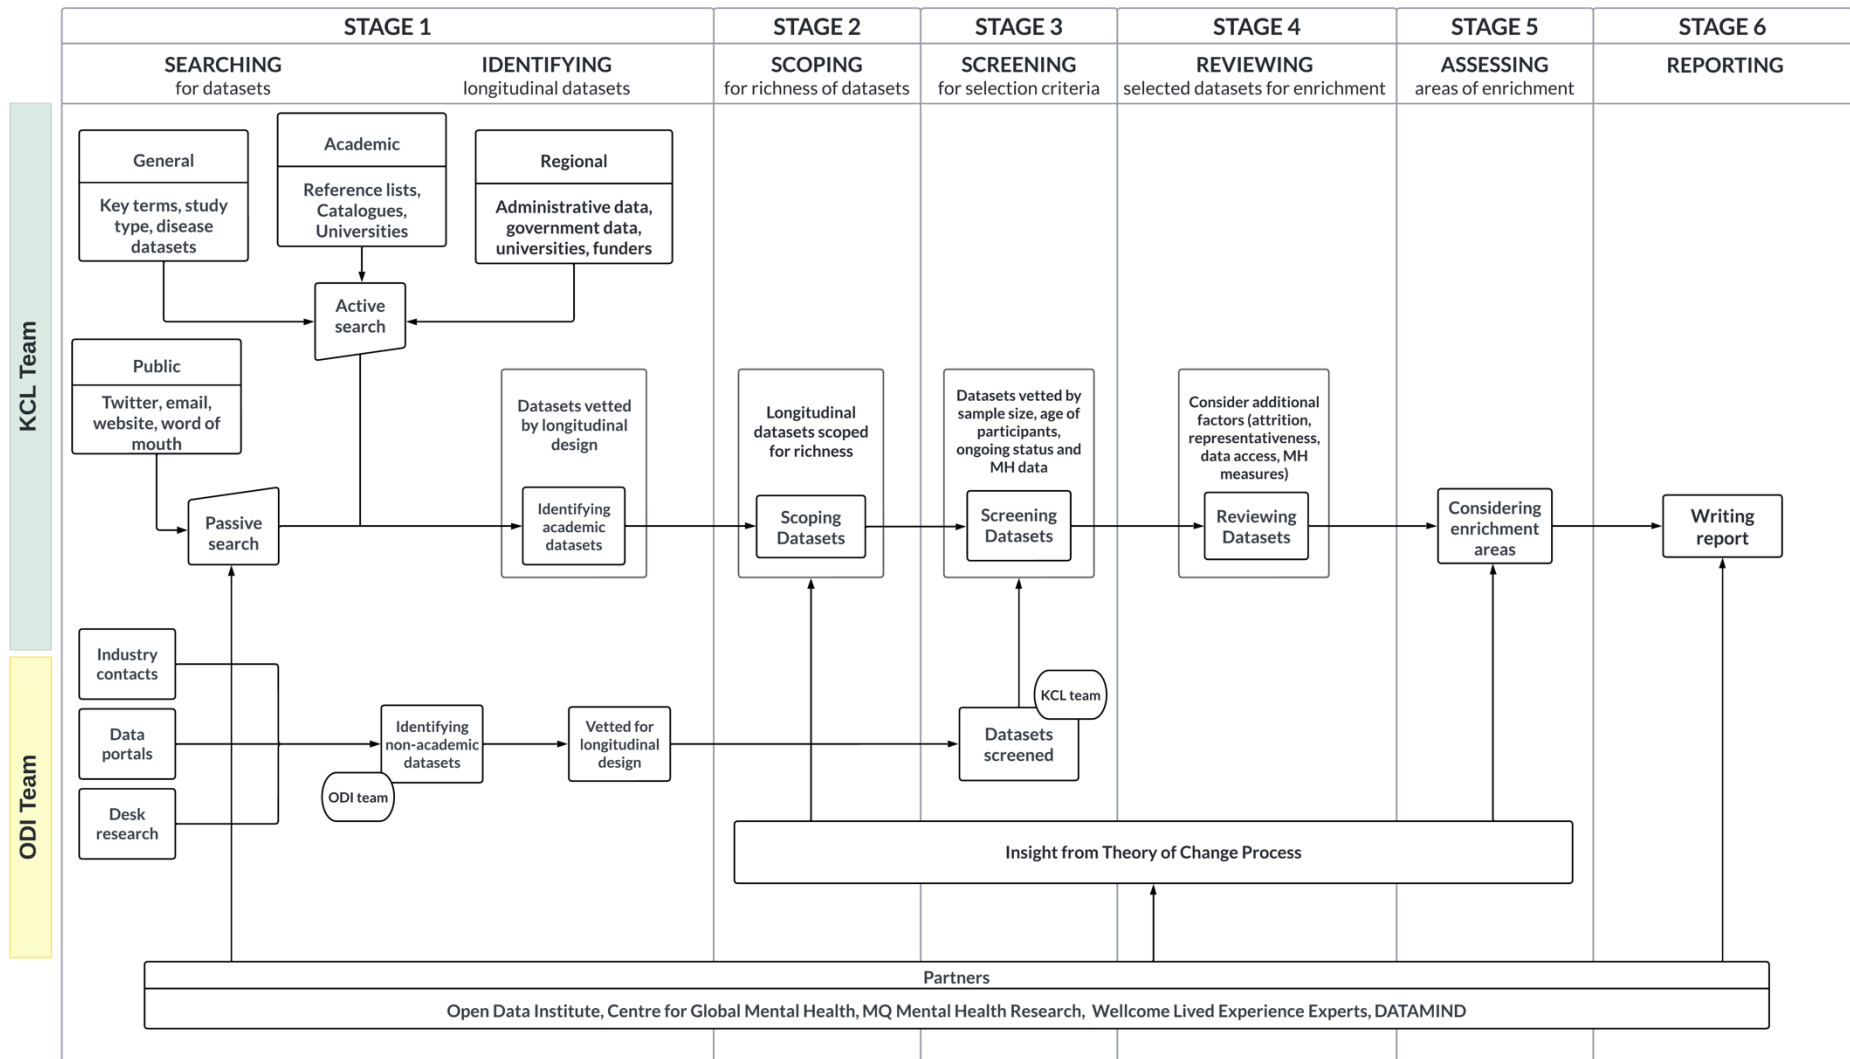 STAGE 1
STAGE 2
STAGE 3
STAGE 4
STAGE 5
STAGE 6
SEARCHING
for datasets
IDENTIFYING
longitudinal datasets
SCOPING
for richness of datasets
SCREENING
for selection criteria
REVIEWING
selected datasets for enrichment
ASSESSING
areas of enrichment
REPORTING
KCL Team
General
Key terms, study
type, disease
datasets
Academic
Reference lists,
Catalogues,
Universities
Regional
Administrative data,
government data,
universities, funders
Active
search
Public
Twitter, email,
website, word of
mouth
Passive
search
Datasets vetted
by longitudinal
design
Identifying
academic
datasets
Longitudinal
datasets scoped
for richness
Scoping
Datasets
Datasets vetted by
sample size, age of
participants,
ongoing status and
MH data
Screening
Datasets
Consider additional
factors (attrition,
representativeness,
data access, MH
measures)
Reviewing
Datasets
Considering
enrichment
areas
Writing
report
ODI Team
Industry
contacts
Data
portals
Desk
research
Identifying
non-academic
datasets
ODI team
Vetted for
longitudinal
design
KCL team
Datasets
screened
Insight from Theory of Change Process
Partners
Open Data Institute, Centre for Global Mental Health, MQ Mental Health Research, Wellcome Lived Experience Experts, DATAMIND